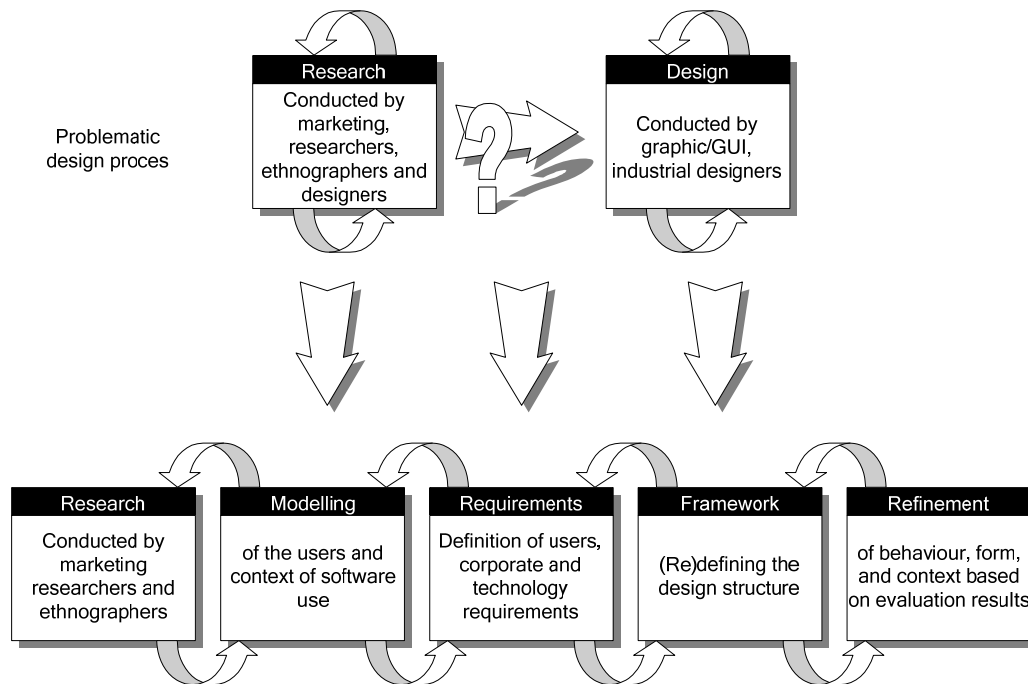 Problematic
design proces
Research
Conducted by
marketing,
researchers,
ethnographers and
designers
?
Design
Conducted by
graphic/GUI,
industrial designers
Research
Conducted by
marketing
researchers and
ethnographers
Modelling
of the users and
context of software
use
Requirements
Definition of users,
corporate and
technology
requirements
Framework
(Re)defining the
design structure
Refinement
of behaviour, form,
and context based
on evaluation results